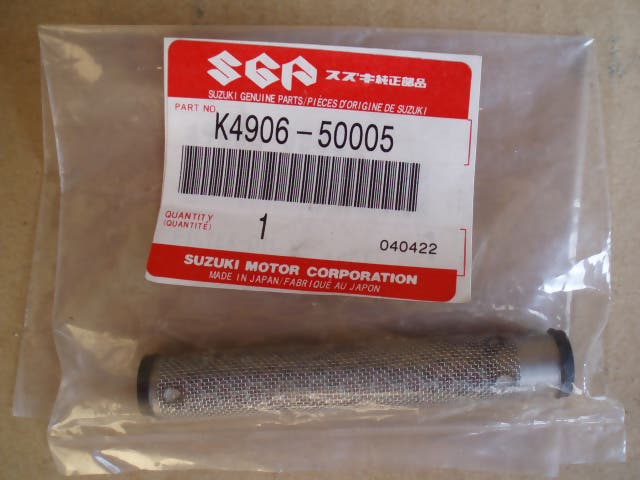 SGP スズキ純正部品
SUZUKI GENUINE PARTS/PIÈCES D'ORIGINE DE SUZUKI
PART NO.
K4906-50005
QUANTITY
(QUANTITÉ)
1
040422
SUZUKI MOTOR CORPORATION
MADE IN JAPAN/FABRIQUÉ AU JAPON